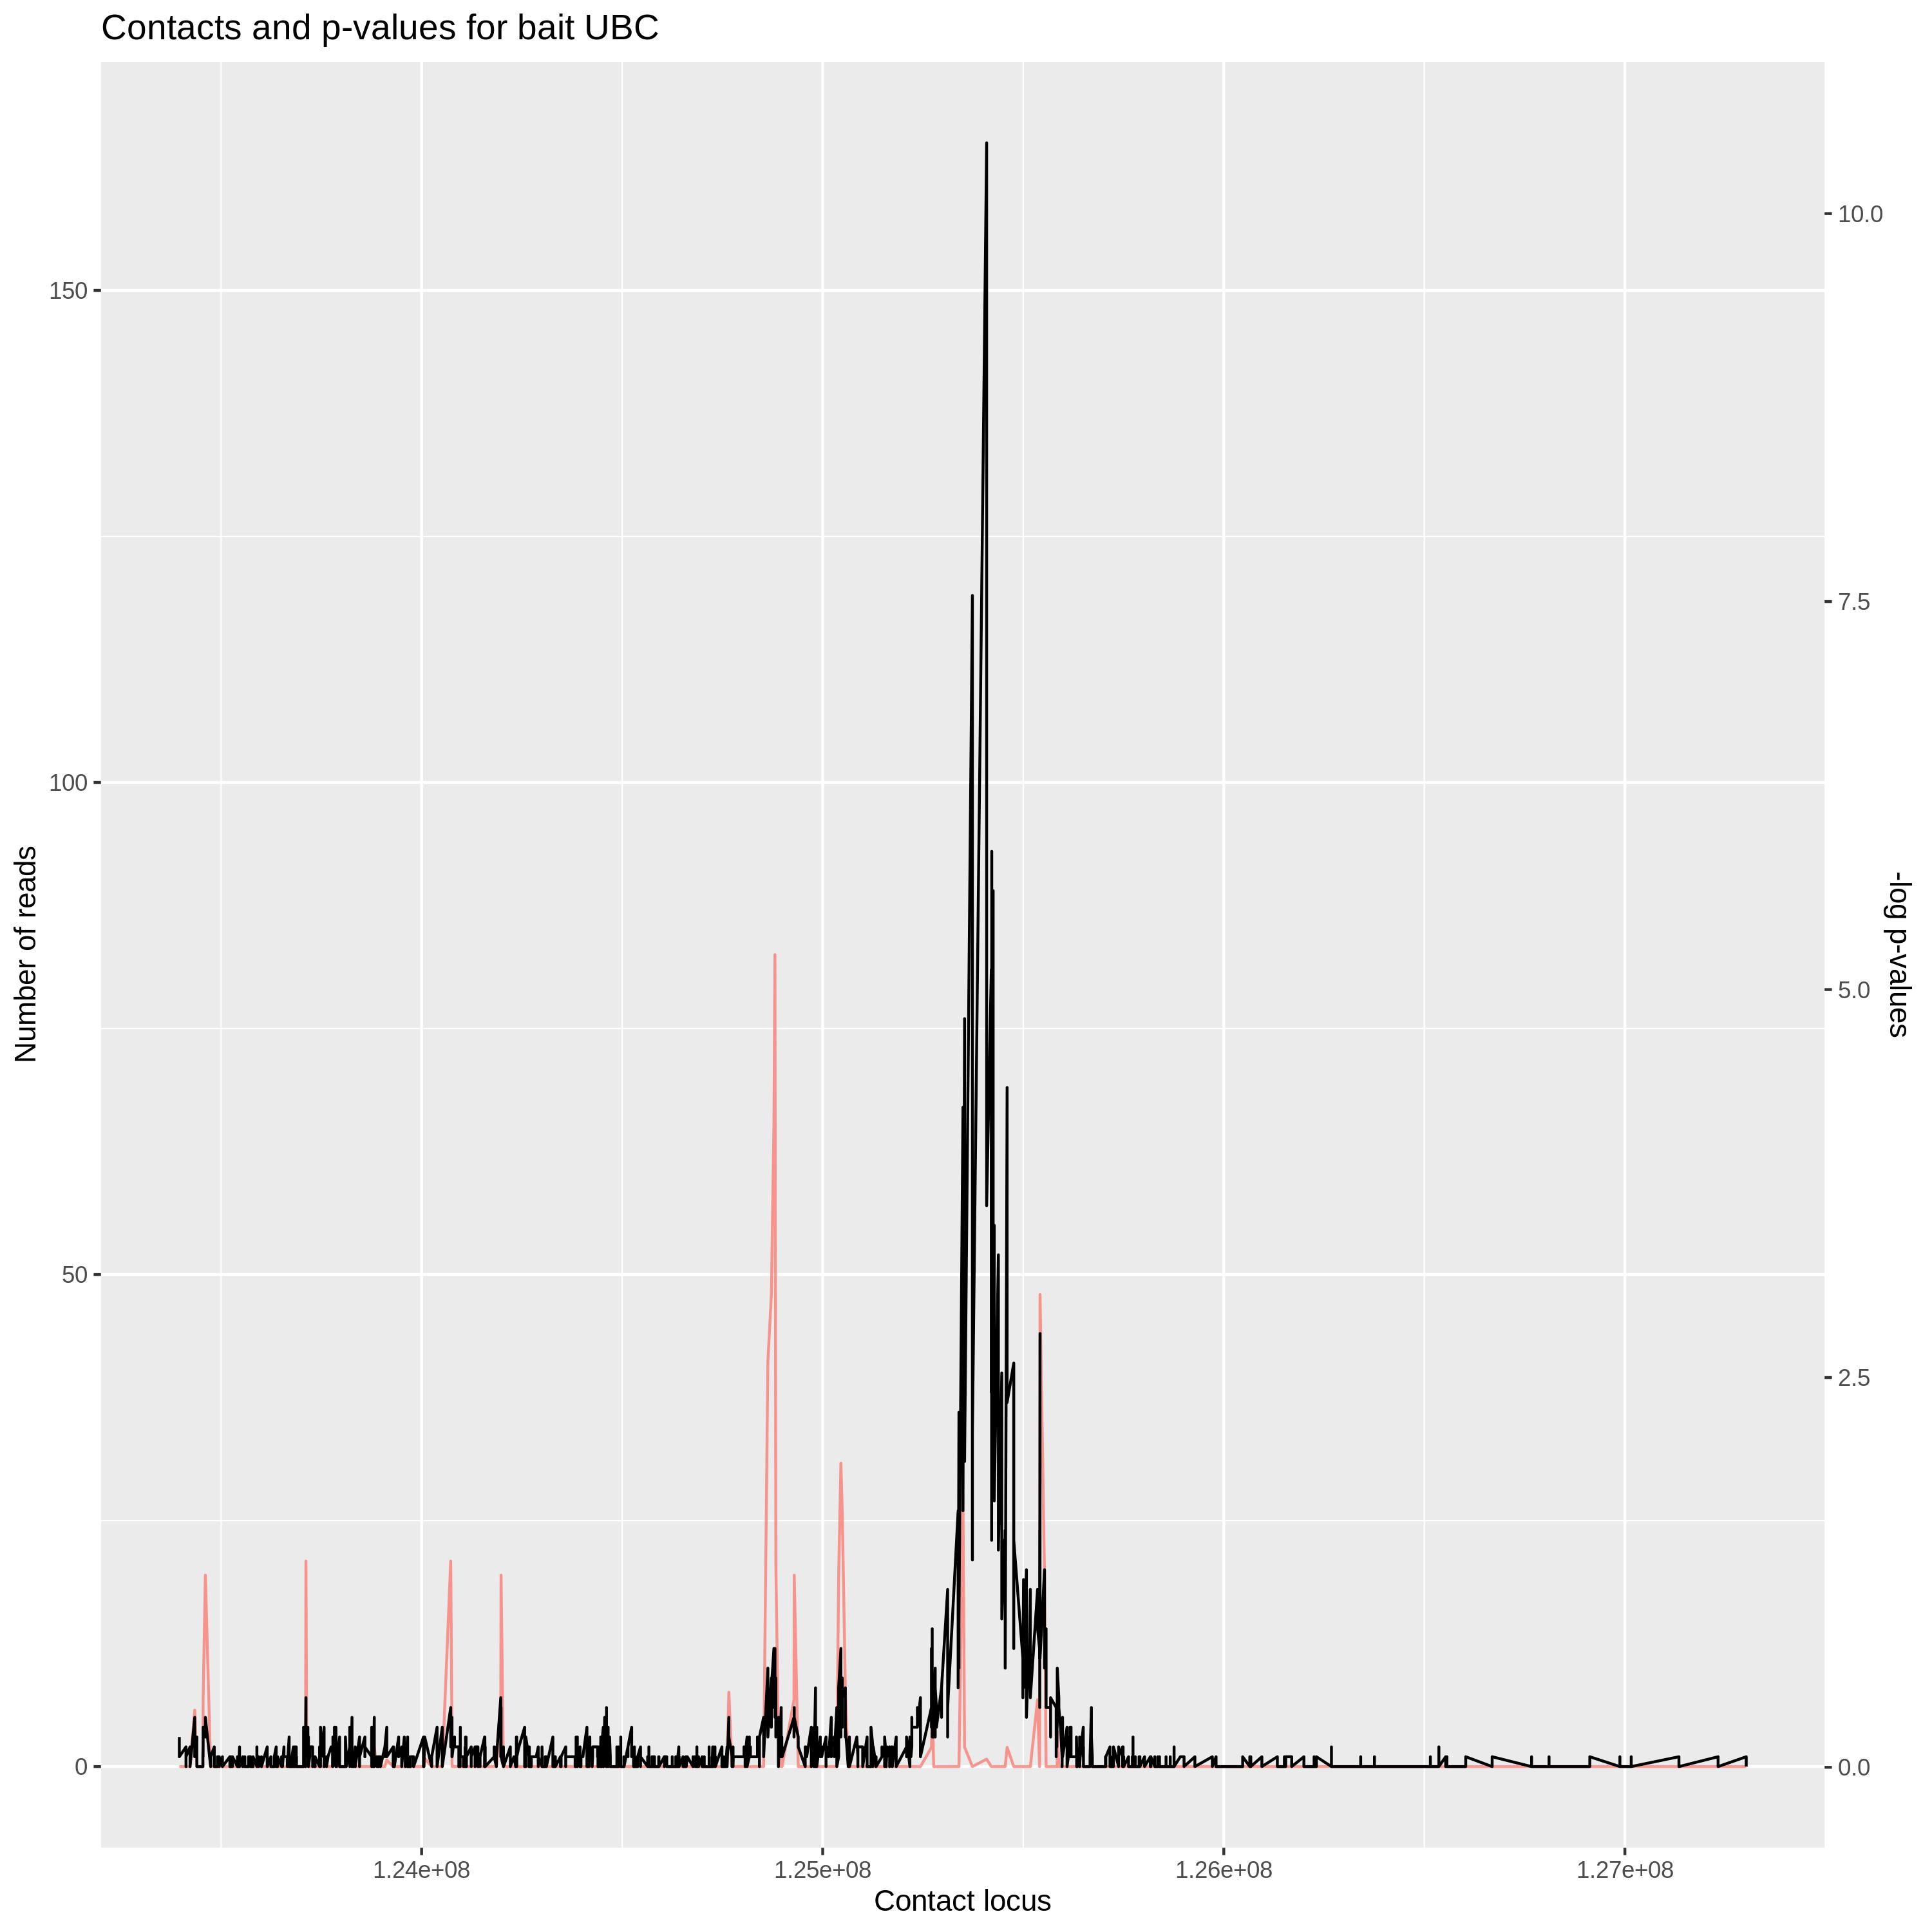 Contacts and p-values for bait UBC
150
100
50
0
Number of reads
10.0
7.5
5.0
2.5
0.0
-log p-values
1.24e+08
1.25e+08
1.26e+08
1.27e+08
Contact locus